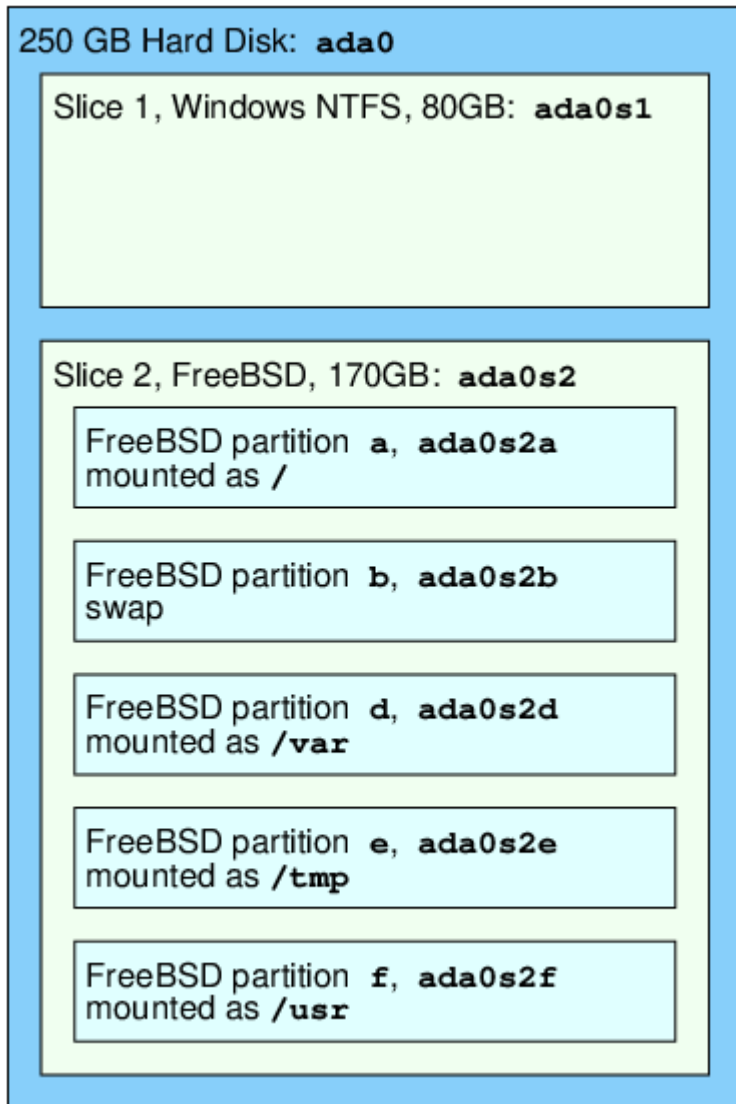 250 GB Hard Disk: ada0
Slice 1, Windows NTFS, 80GB: ada0s1
Slice 2, FreeBSD, 170GB: ada0s2
FreeBSD partition a, ada0s2a
mounted as /
FreeBSD partition b, ada0s2b
swap
FreeBSD partition d, ada0s2d
mounted as /var
FreeBSD partition e, ada0s2e
mounted as /tmp
FreeBSD partition f, ada0s2f
mounted as /usr